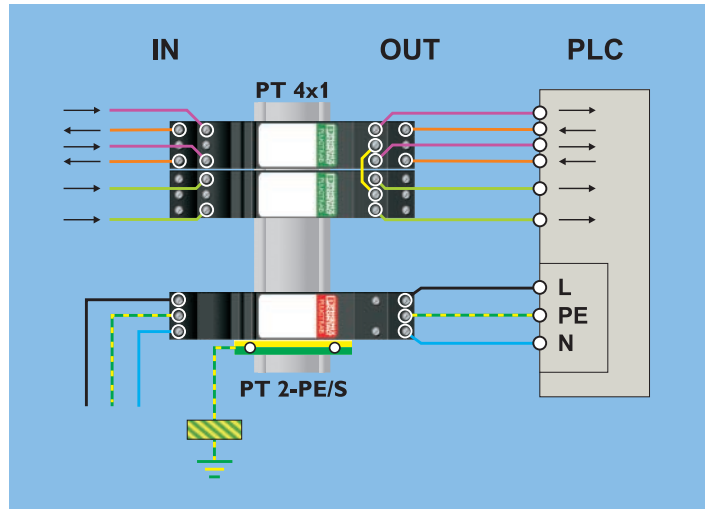 IN OUT PLC
PT 4x1
L
PE
N
PT 2-PE/S